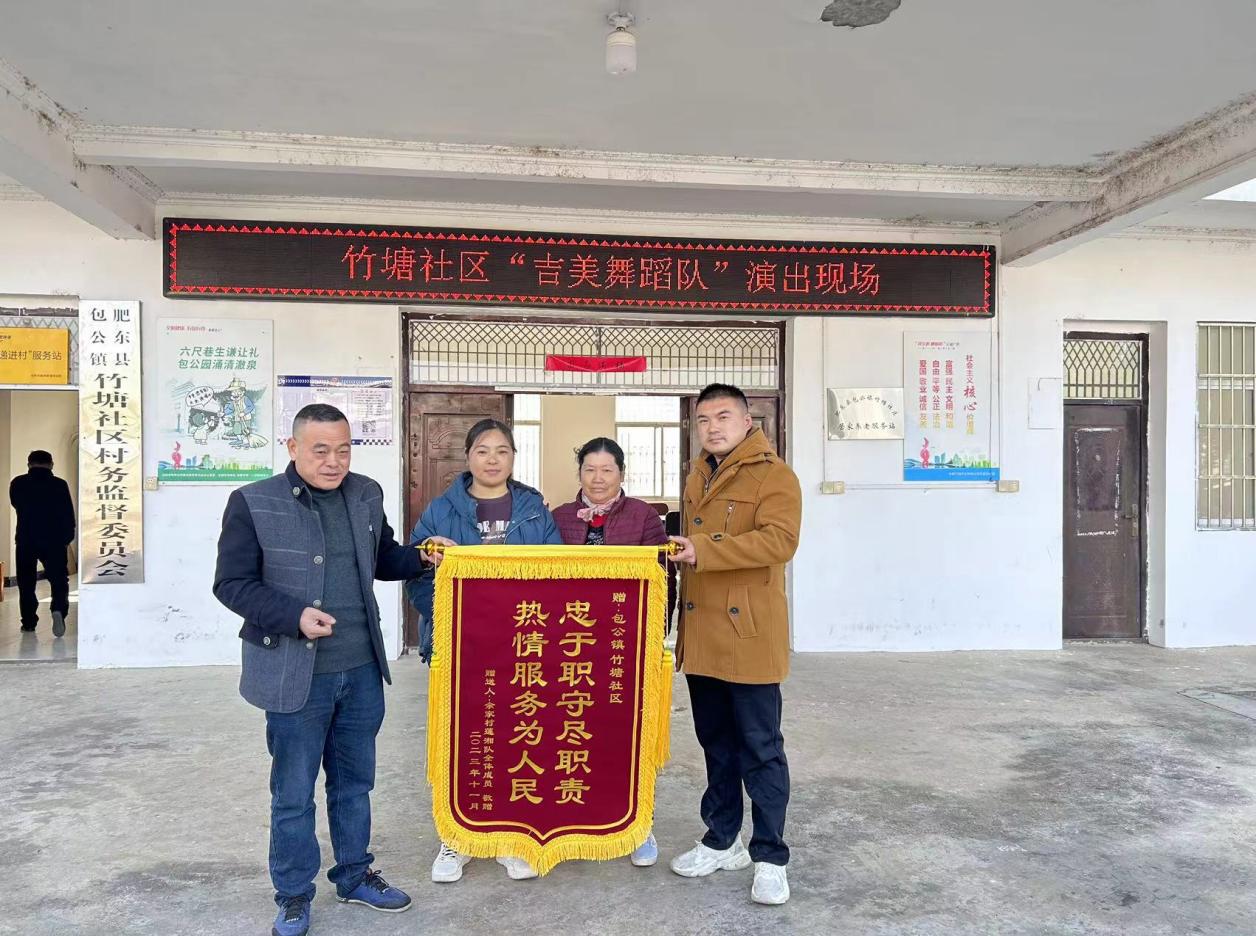 竹塘社区“吉美舞蹈队”演出现场
递进村”服务站
肥东县
包公镇
竹塘社区村务监督委员会
六尺巷生谦让礼
包公园涌清澈泉
社会主义核心价值观
富强民主文明和谐
自由平等公正法治
爱国敬业诚信友善
赠：包公镇竹塘社区
忠于职守尽职责
热情服务为人民
赠送人：余家村莲湘队全体成员 敬赠
二〇二三年十一月